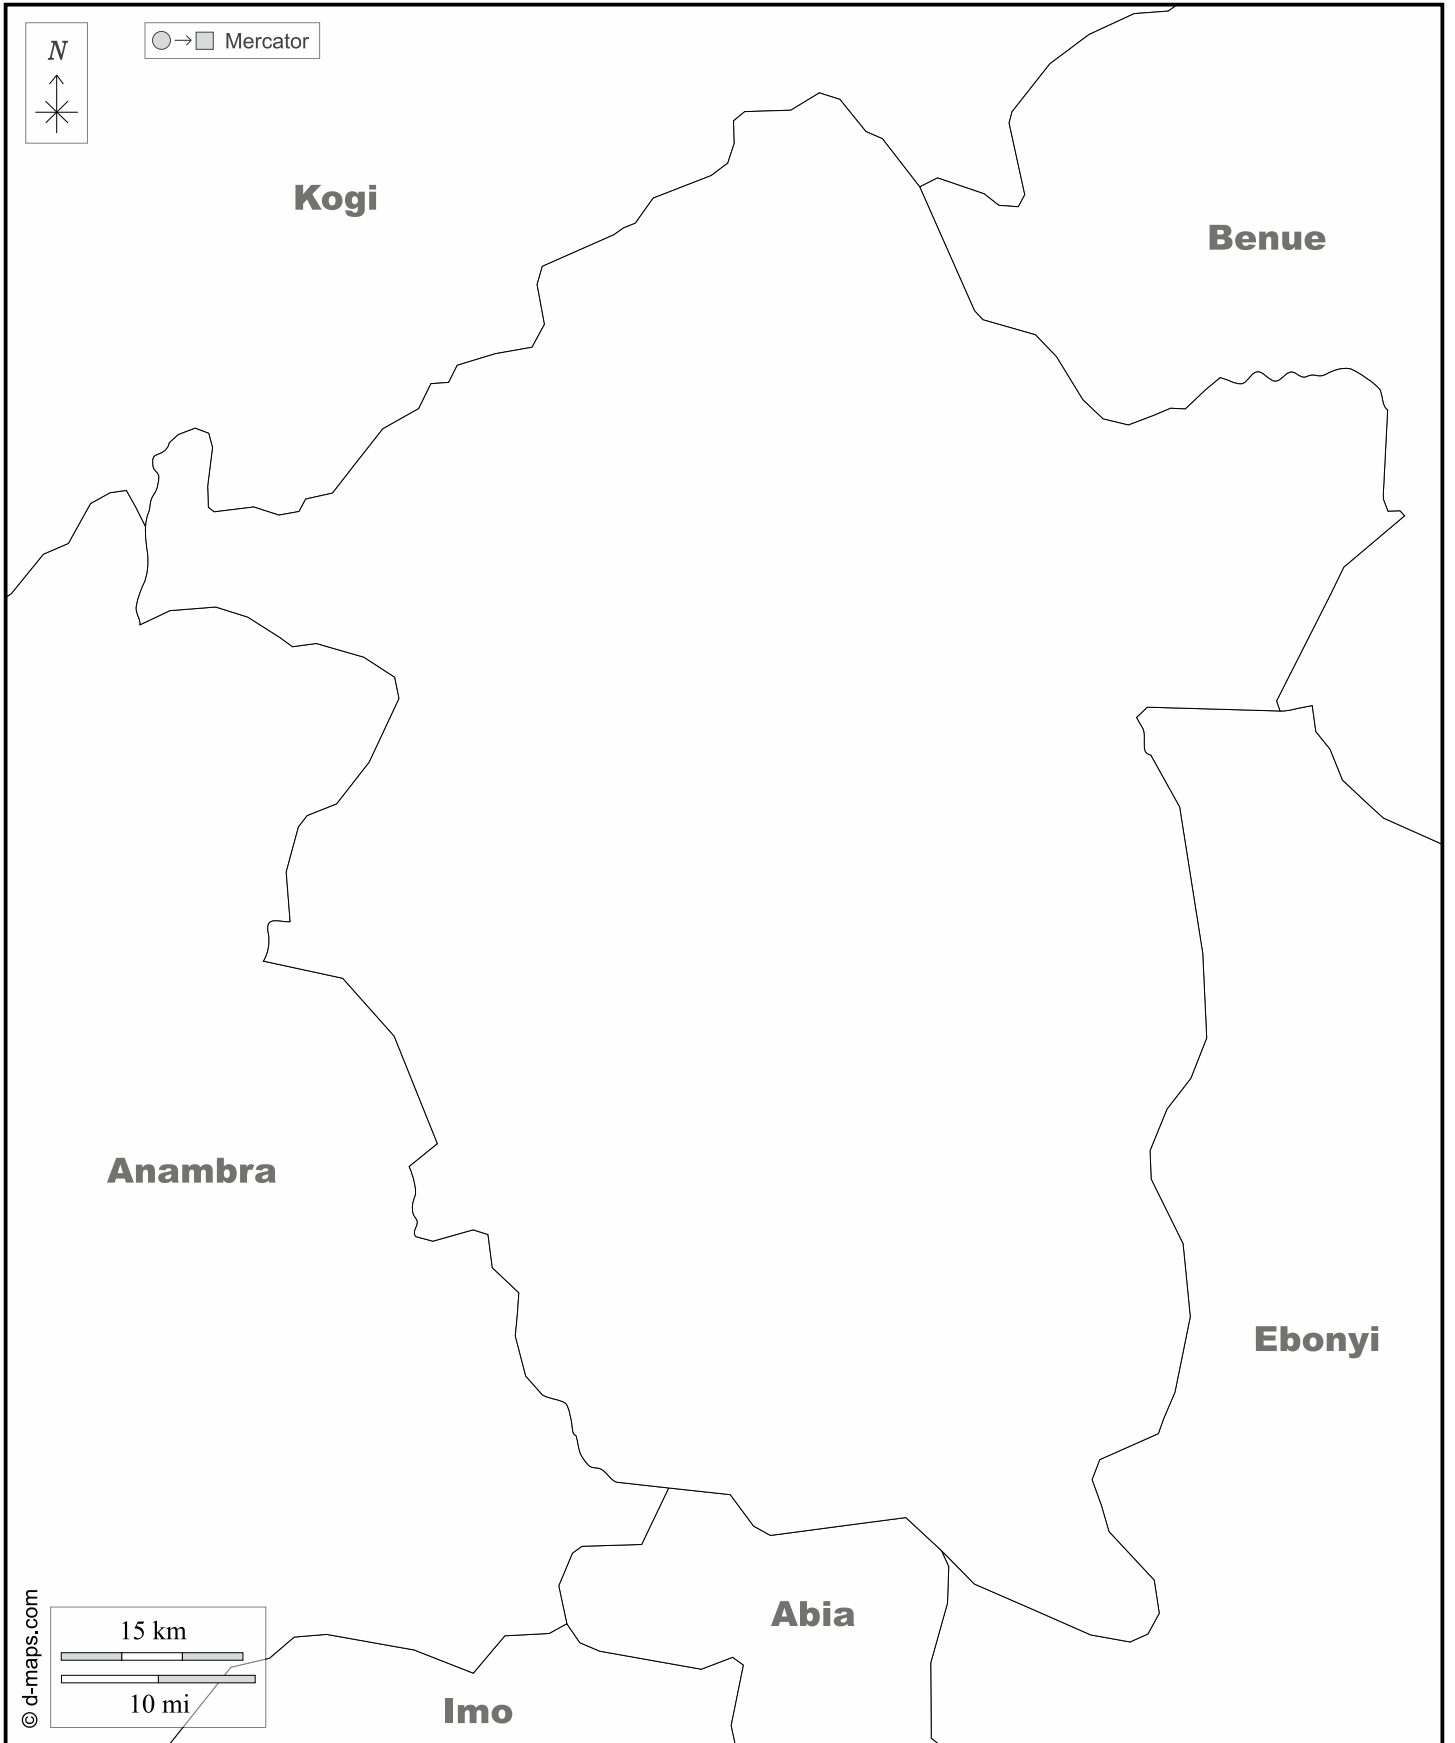 N
Mercator
Kogi
Benue
Anambra
Ebonyi
Abia
Imo
15 km
10 mi
© d-maps.com